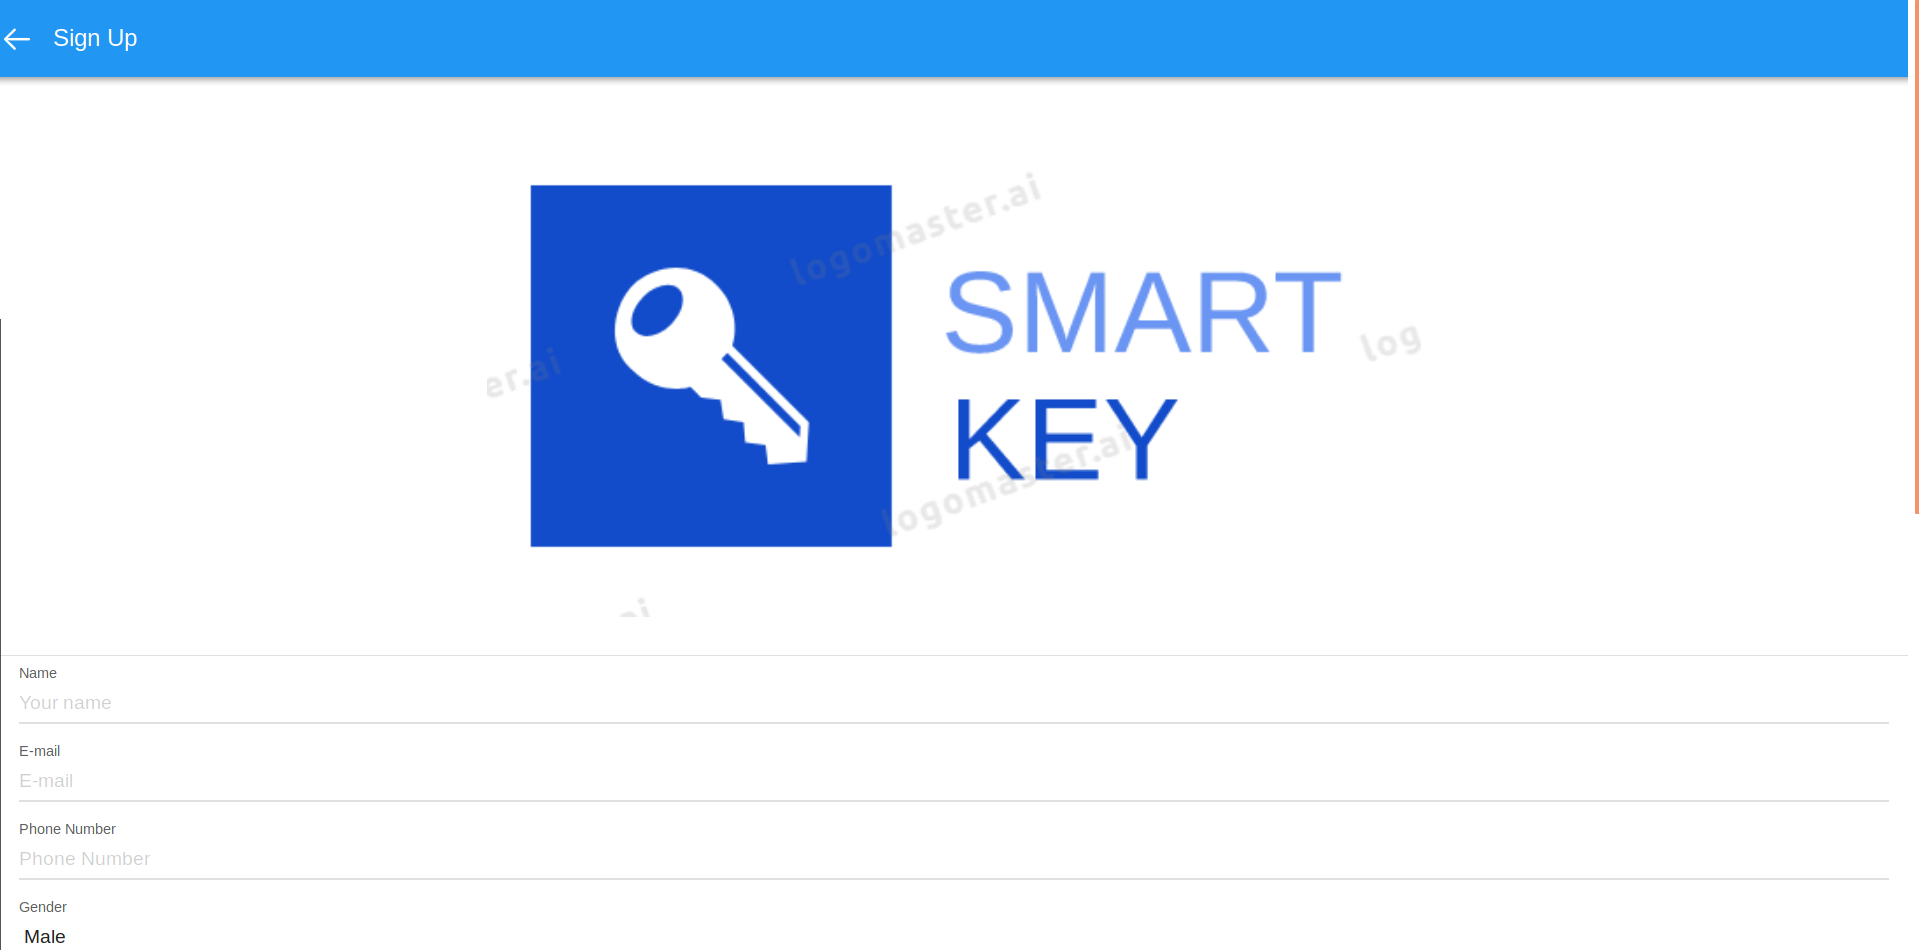 Sign Up
logomaster.ai
SMART
log
er.ai
KEY
logomaster.ai
ai
Name
Your name
E-mail
E-mail
Phone Number
Phone Number
Gender
Male